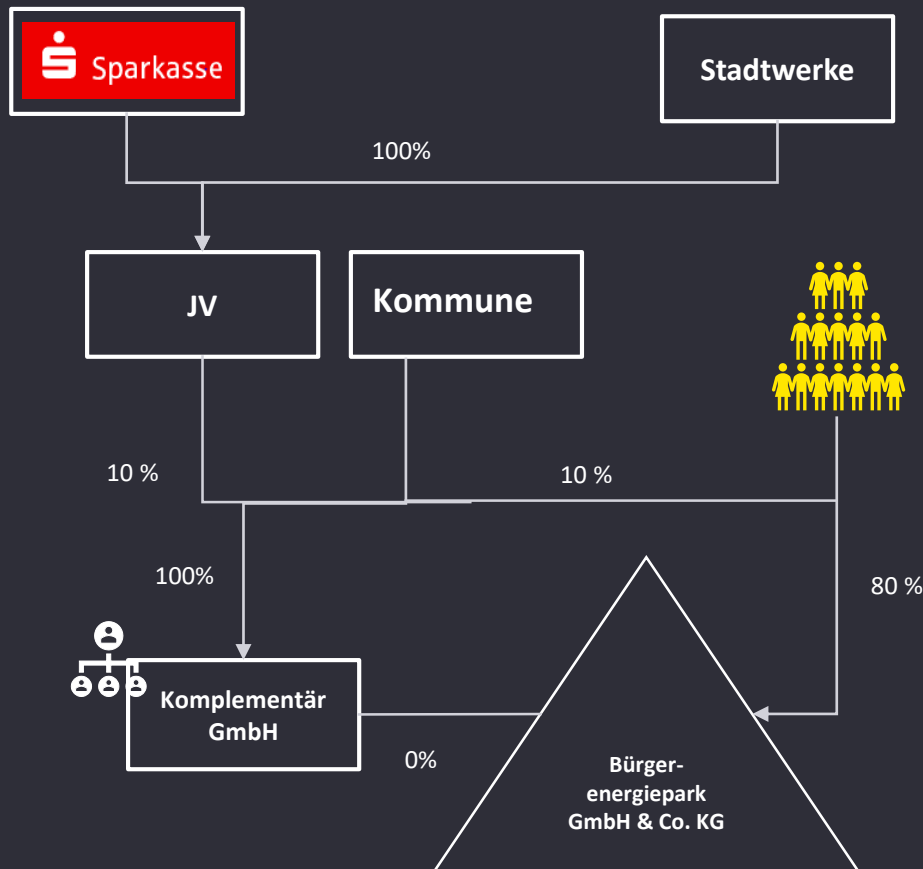 Sparkasse
Stadtwerke
100%
JV
Kommune
10 %
10 %
100%
80 %
Komplementär
GmbH
0%
Bürger-
energiepark
GmbH & Co. KG